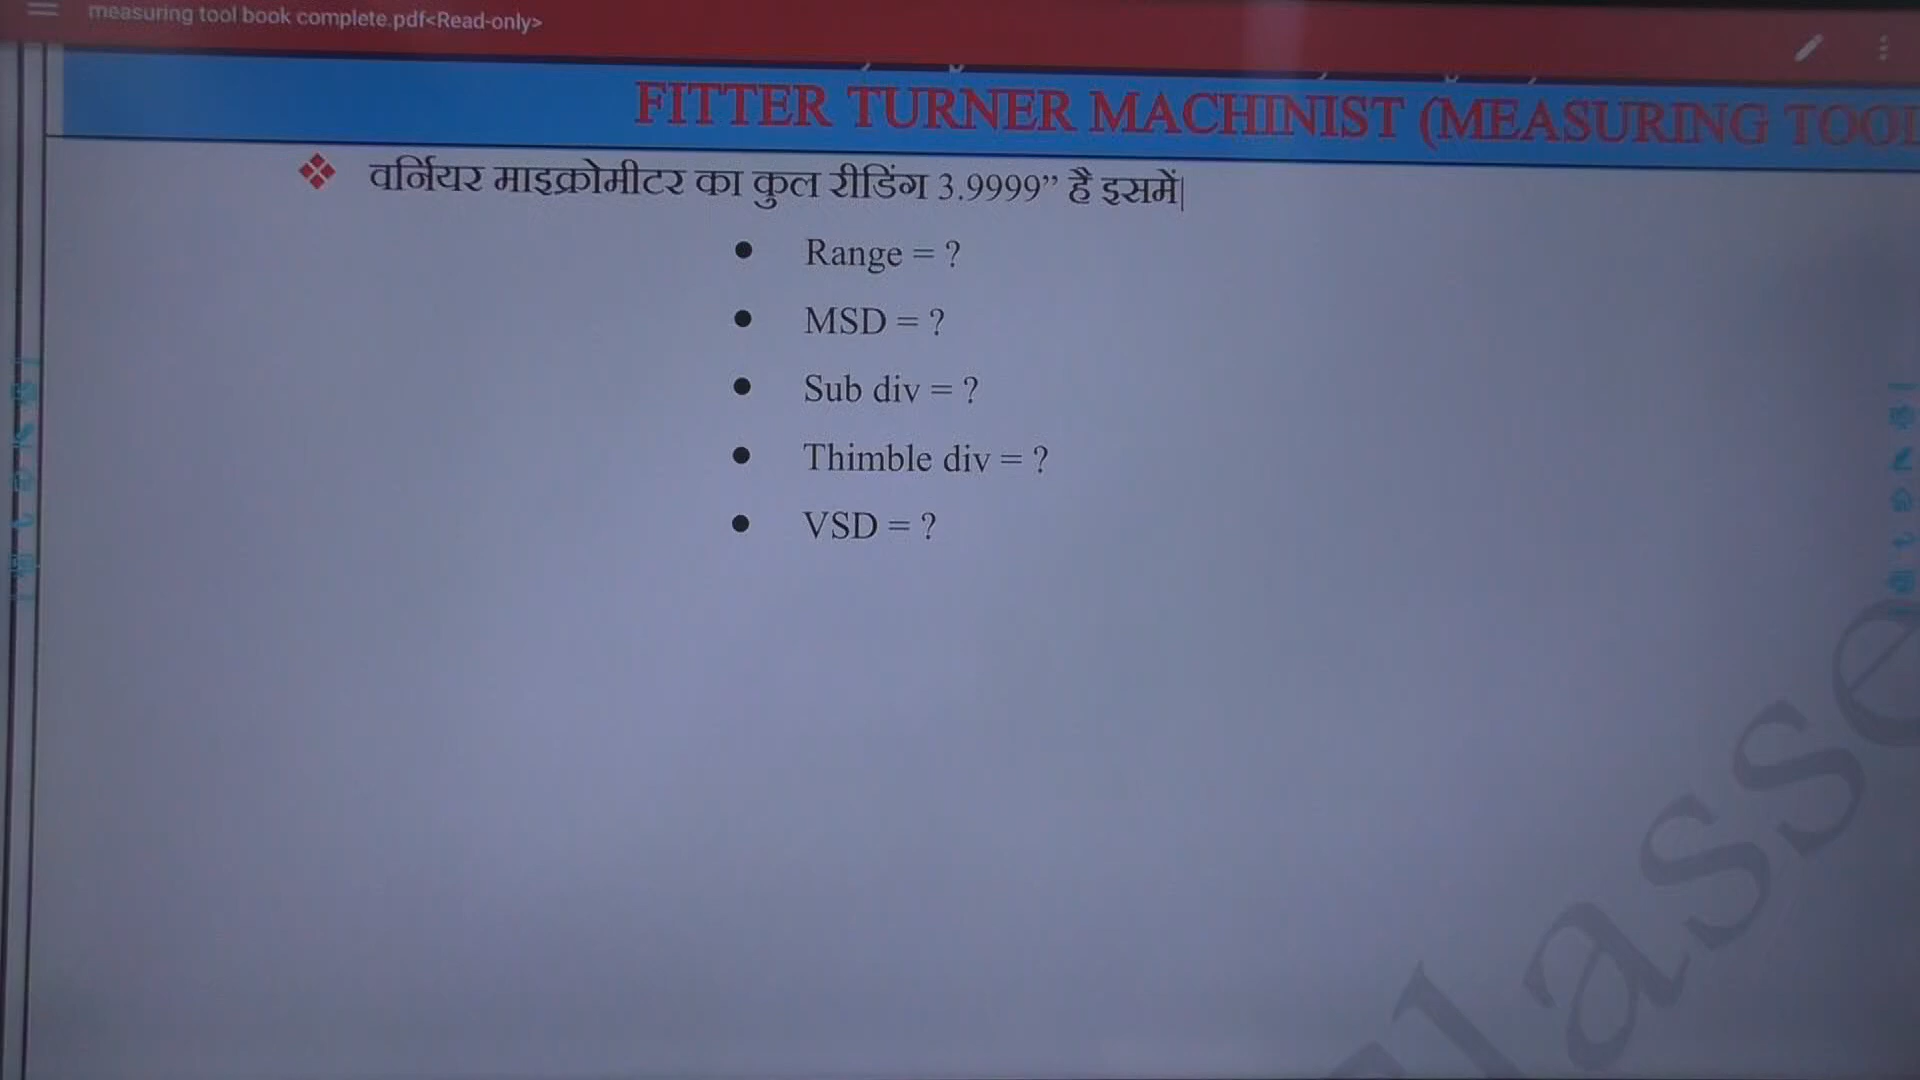 measuring tool book complete.pdf<Read-only>
FITTER TURNER MACHINIST (MEASURING TOOL
❖ वर्नियर माइक्रोमीटर का कुल रीडिंग 3.9999” है इसमें|
• Range = ?
• MSD = ?
• Sub div = ?
• Thimble div = ?
• VSD = ?
lasse